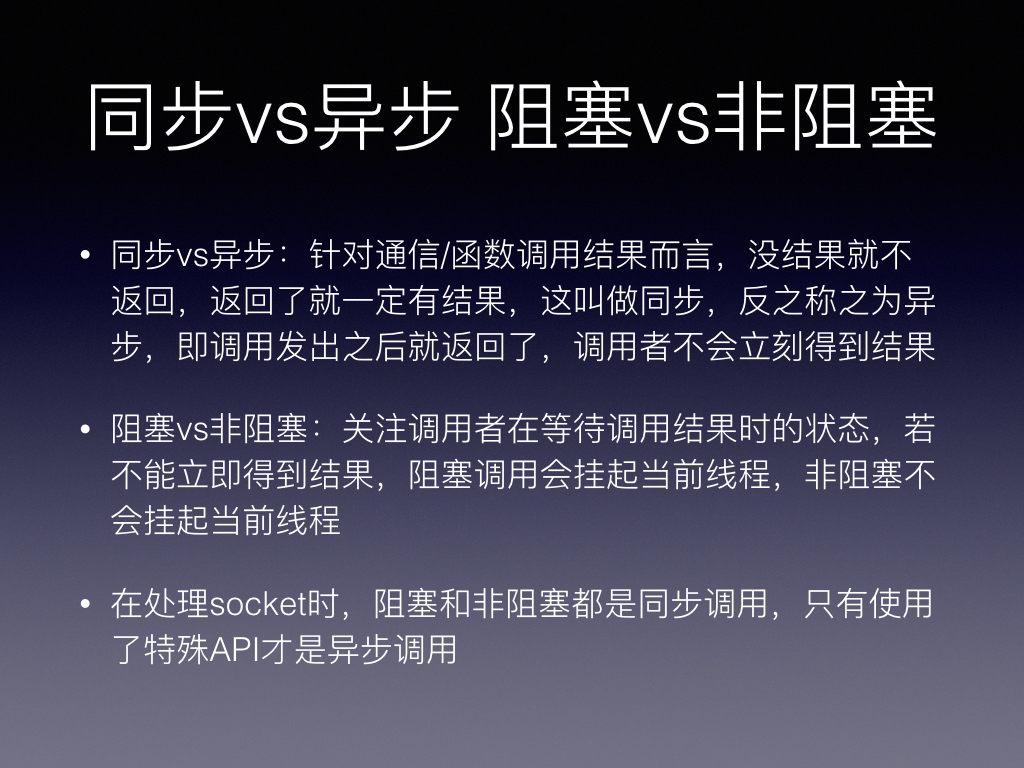 同步vs异步 阻塞vs非阻塞
• 同步vs异步：针对通信/函数调用结果而言，没结果就不
返回，返回了就一定有结果，这叫做同步，反之称之为异
步，即调用发出之后就返回了，调用者不会立刻得到结果
• 阻塞vs非阻塞：关注调用者在等待调用结果时的状态，若
不能立即得到结果，阻塞调用会挂起当前线程，非阻塞不
会挂起当前线程
• 在处理socket时，阻塞和非阻塞都是同步调用，只有使用
了特殊API才是异步调用